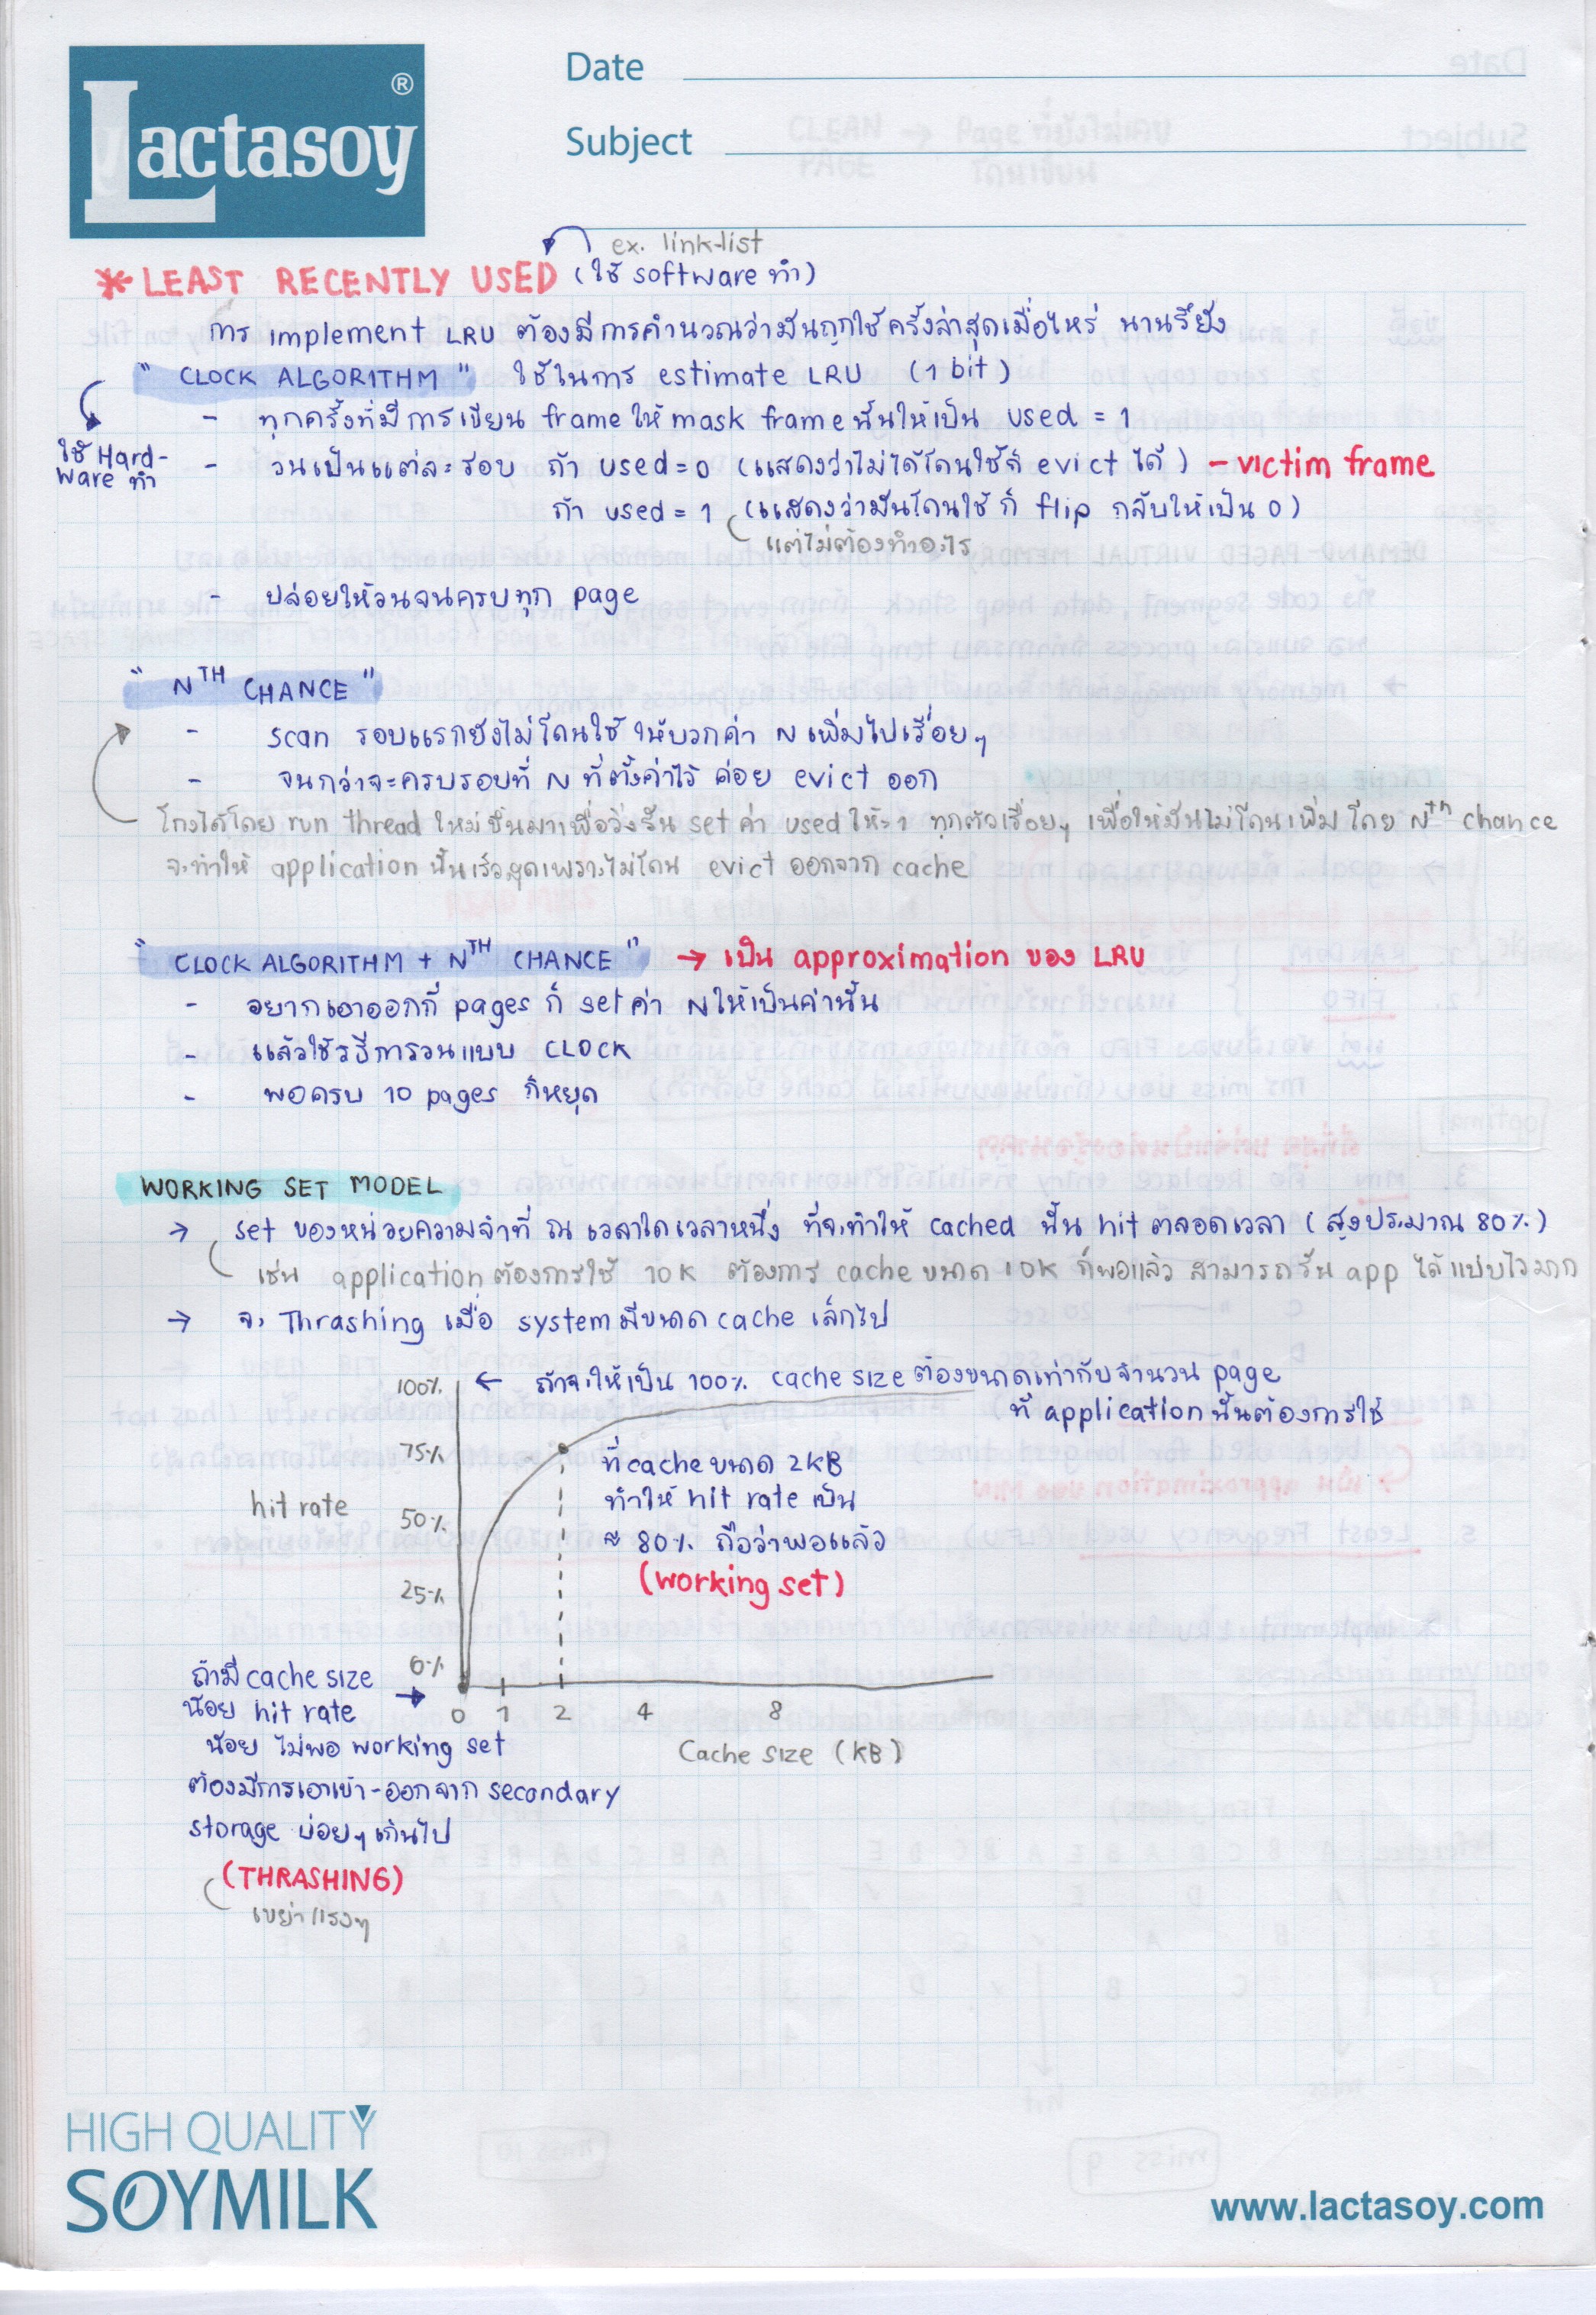 Lactasoy ®
Date
Subject
ex. link-list
* LEAST RECENTLY USED (ใช้ software ทำ)
การ implement LRU ต้องมีการคำนวณว่ามันถูกใช้ครั้งล่าสุดเมื่อไหร่ นานรึยัง
" CLOCK ALGORITHM " ใช้ในการ estimate LRU (1 bit)
- ทุกครั้งที่มีการเขียน frame ให้ mask frame นั้นให้เป็น used = 1
ใช้ Hard-
ware ทำ
- วนเป็นแต่ละรอบ ถ้า used = 0 (แสดงว่าไม่ได้โดนใช้ก็ evict ได้) - victim frame
ถ้า used = 1 (แสดงว่ามันโดนใช้ ก็ flip กลับให้เป็น 0)
แต่ไม่ต้องทำอะไร
- ปล่อยให้วนจนครบทุก page
" NTH CHANCE "
- scan รอบแรกยังไม่โดนใช้ ให้บวกค่า N เพิ่มไปเรื่อยๆ
- จนกว่าจะครบรอบที่ N ที่ตั้งค่าไว้ ค่อย evict ออก
โกงได้โดย run thread ใหม่ขึ้นมาเพื่อวิ่งรัน set ค่า used ให้=1 ทุกตัวเรื่อยๆ เพื่อให้มันไม่โดนเพิ่มโดย Nth chance
จะทำให้ application นั้นเร็วสุดเพราะไม่โดน evict ออกจาก cache
" CLOCK ALGORITHM + NTH CHANCE " → เป็น approximation ของ LRU
- อยากเอาออกกี่ pages ก็ set ค่า N ให้เป็นค่านั้น
- แล้วใช้วิธีการวนแบบ CLOCK
- พอครบ 10 pages ก็หยุด
WORKING SET MODEL
→ set ของหน่วยความจำที่ ณ เวลาใดเวลาหนึ่ง ที่จะทำให้ cached นั้น hit ตลอดเวลา (สูงประมาณ 80%)
เช่น application ต้องการใช้ 10K ต้องการ cache ขนาด 10K ก็พอแล้ว สามารถรัน app ได้แบบไวมาก
→ จะ Thrashing เมื่อ system มีขนาด cache เล็กไป
100% ← ถ้าจะให้เป็น 100% cache size ต้องขนาดเท่ากับจำนวน page
ที่ application นั้นต้องการใช้
75%
ที่ cache ขนาด 2KB
hit rate
ทำให้ hit rate เป็น
50%
≈ 80% ถือว่าพอแล้ว
25%
(working set)
0%
ถ้ามี cache size
น้อย hit rate →
0 1 2 4 8
น้อย ไม่พอ working set
Cache size (KB)
ต้องมีการเอาเข้า-ออกจาก secondary
storage บ่อยๆ เกินไป
(THRASHING)
เขย่าแรงๆ
HIGH QUALITY
SOYMILK
www.lactasoy.com